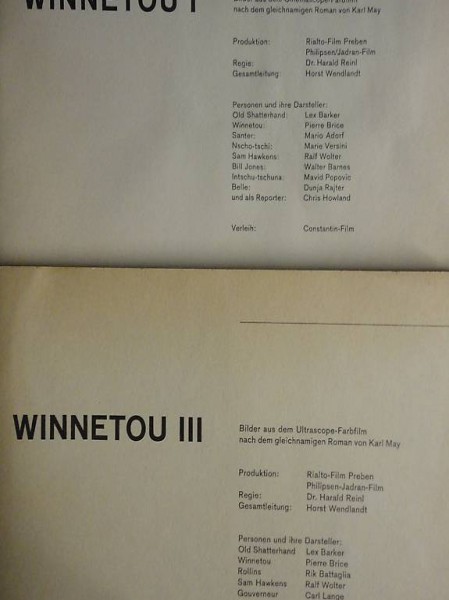 WINNETOU I
Bilder aus dem Cinemascope-Farbfilm
nach dem gleichnamigen Roman von Karl May
Produktion: Rialto-Film Preben
Philipsen/Jadran-Film
Regie: Dr. Harald Reinl
Gesamtleitung: Horst Wendlandt
Personen und ihre Darsteller:
Old Shatterhand: Lex Barker
Winnetou: Pierre Brice
Santer: Mario Adorf
Nscho-tschi: Marie Versini
Sam Hawkens: Ralf Wolter
Bill Jones: Walter Barnes
Intschu-tschuna: Mavid Popovic
Belle: Dunja Rajter
und als Reporter: Chris Howland
Verleih: Constantin-Film
WINNETOU III
Bilder aus dem Ultrascope-Farbfilm
nach dem gleichnamigen Roman von Karl May
Produktion: Rialto-Film Preben
Philipsen-Jadran-Film
Regie: Dr. Harald Reinl
Gesamtleitung: Horst Wendlandt
Personen und ihre Darsteller:
Old Shatterhand Lex Barker
Winnetou Pierre Brice
Rollins Rik Battaglia
Sam Hawkens Ralf Wolter
Gouverneur Carl Lange